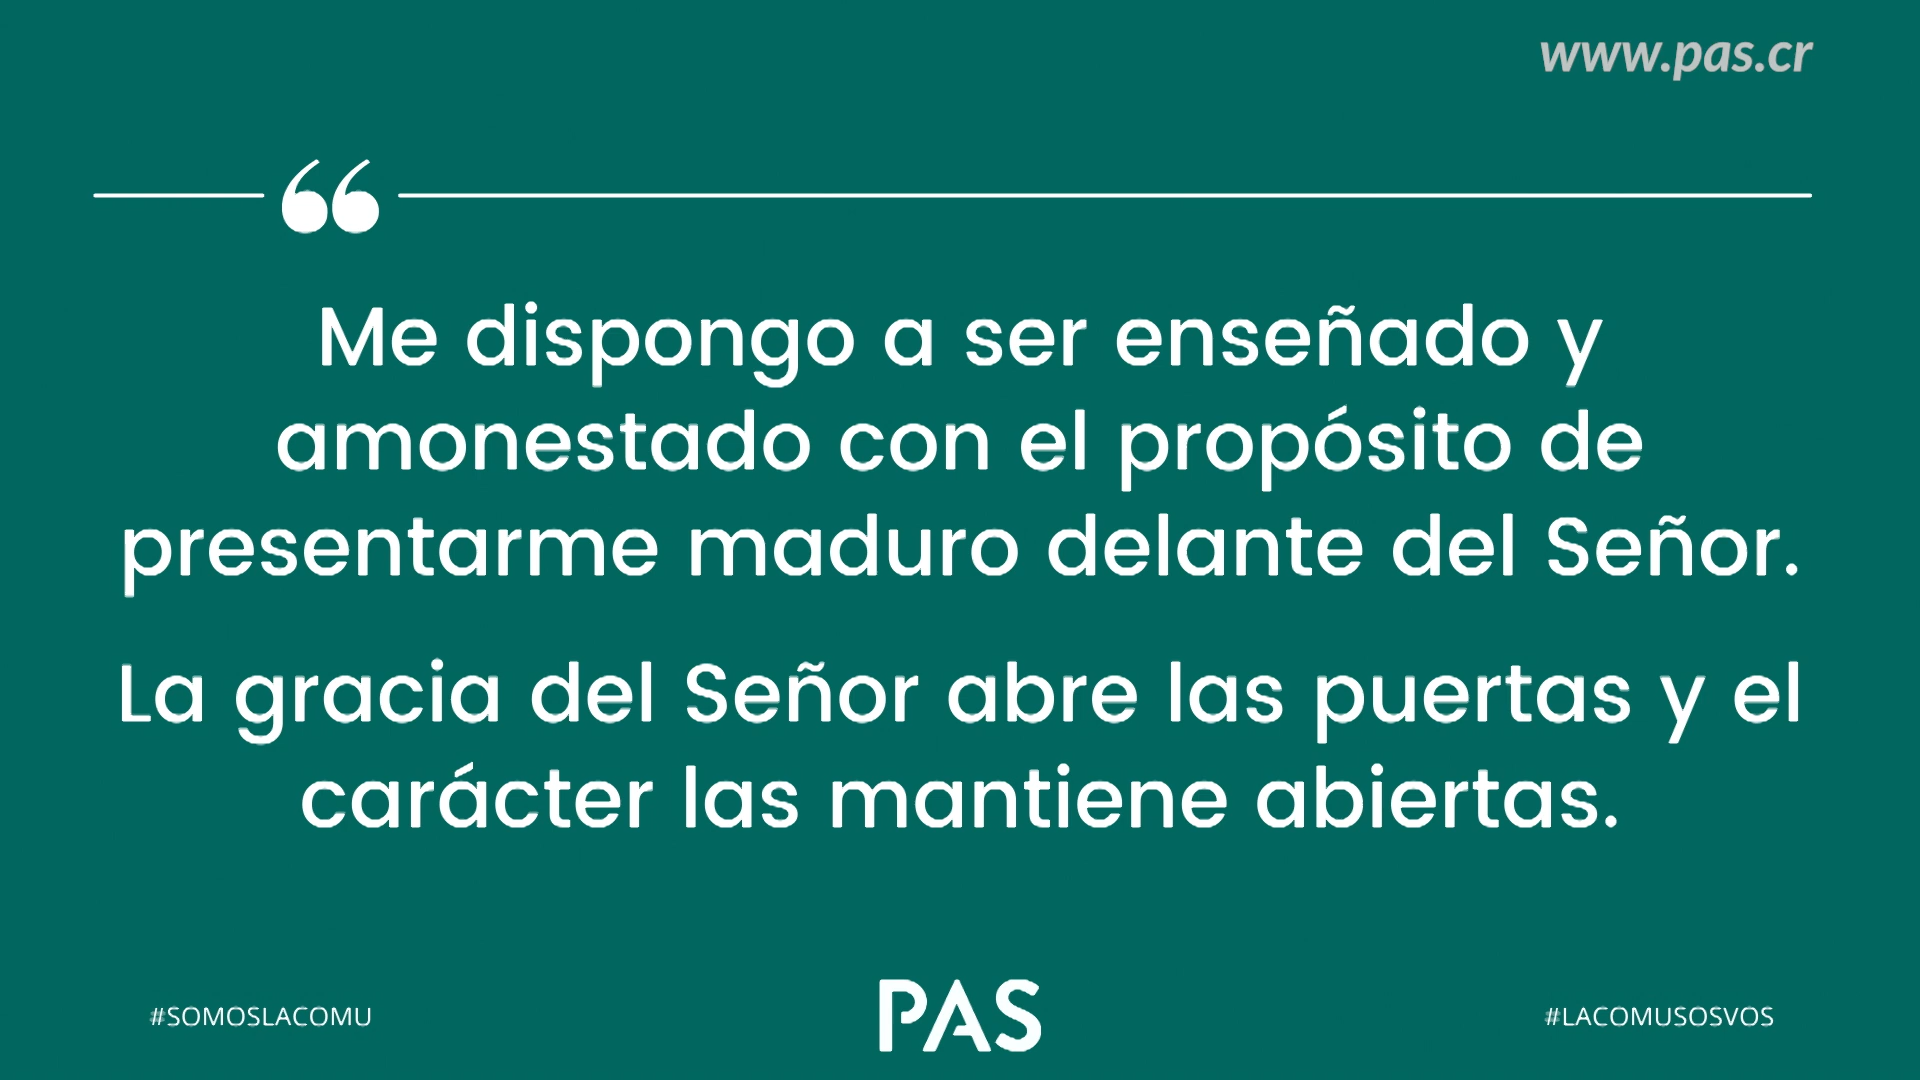 www.pas.cr
“
Me dispongo a ser enseñado y
amonestado con el propósito de
presentarme maduro delante del Señor.
La gracia del Señor abre las puertas y el
carácter las mantiene abiertas.
#SOMOSLACOMU
PAS
#LACOMUSOSVOS